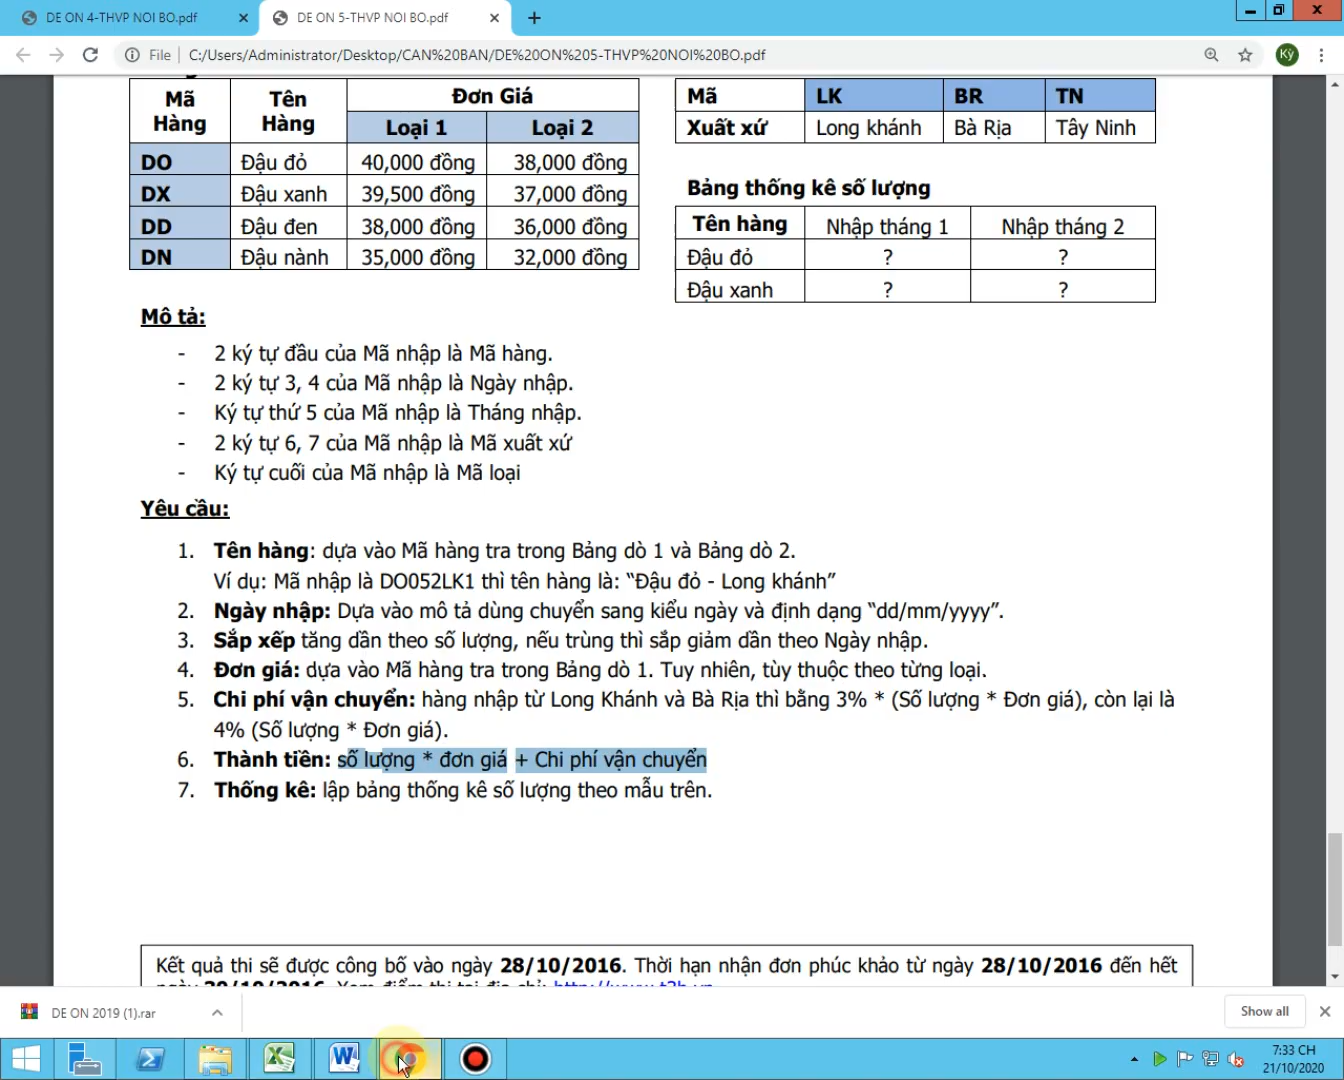 DE ON 4-THVP NOI BO.pdf
DE ON 5-THVP NOI BO.pdf
File
C:/Users/Administrator/Desktop/CAN%20BAN/DE%20ON%205-THVP%20NOI%20BO.pdf
Kỳ
Mã Hàng Tên Hàng Đơn Giá
Loại 1 Loại 2
DO Đậu đỏ 40,000 đồng 38,000 đồng
DX Đậu xanh 39,500 đồng 37,000 đồng
DD Đậu đen 38,000 đồng 36,000 đồng
DN Đậu nành 35,000 đồng 32,000 đồng
Mã LK BR TN
Xuất xứ Long khánh Bà Rịa Tây Ninh
Bảng thống kê số lượng
Tên hàng Nhập tháng 1 Nhập tháng 2
Đậu đỏ ? ?
Đậu xanh ? ?
Mô tả:
- 2 ký tự đầu của Mã nhập là Mã hàng.
- 2 ký tự 3, 4 của Mã nhập là Ngày nhập.
- Ký tự thứ 5 của Mã nhập là Tháng nhập.
- 2 ký tự 6, 7 của Mã nhập là Mã xuất xứ
- Ký tự cuối của Mã nhập là Mã loại
Yêu cầu:
1. Tên hàng: dựa vào Mã hàng tra trong Bảng dò 1 và Bảng dò 2.
Ví dụ: Mã nhập là DO052LK1 thì tên hàng là: “Đậu đỏ - Long khánh”
2. Ngày nhập: Dựa vào mô tả dùng chuyển sang kiểu ngày và định dạng “dd/mm/yyyy”.
3. Sắp xếp tăng dần theo số lượng, nếu trùng thì sắp giảm dần theo Ngày nhập.
4. Đơn giá: dựa vào Mã hàng tra trong Bảng dò 1. Tuy nhiên, tùy thuộc theo từng loại.
5. Chi phí vận chuyển: hàng nhập từ Long Khánh và Bà Rịa thì bằng 3% * (Số lượng * Đơn giá), còn lại là
4% (Số lượng * Đơn giá).
6. Thành tiền: số lượng * đơn giá + Chi phí vận chuyển
7. Thống kê: lập bảng thống kê số lượng theo mẫu trên.
Kết quả thi sẽ được công bố vào ngày 28/10/2016. Thời hạn nhận đơn phúc khảo từ ngày 28/10/2016 đến hết
DE ON 2019 (1).rar
Show all
7:33 CH
21/10/2020